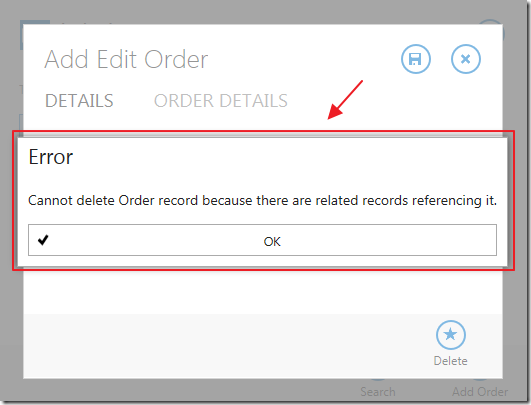 Add Edit Order
DETAILS ORDER DETAILS
Error
Cannot delete Order record because there are related records referencing it.
OK
Delete
Search Add Order